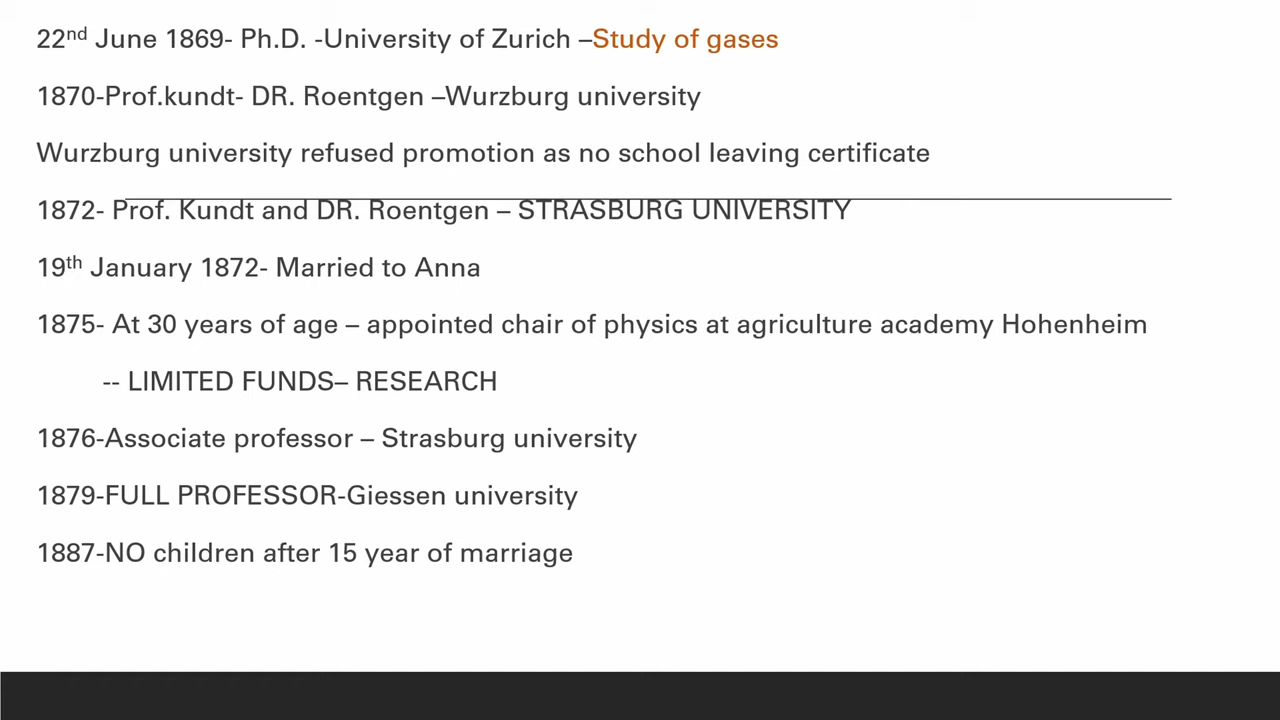 22nd June 1869- Ph.D. -University of Zurich –Study of gases
1870-Prof.kundt- DR. Roentgen –Wurzburg university
Wurzburg university refused promotion as no school leaving certificate
1872- Prof. Kundt and DR. Roentgen – STRASBURG UNIVERSITY
19th January 1872- Married to Anna
1875- At 30 years of age – appointed chair of physics at agriculture academy Hohenheim
-- LIMITED FUNDS– RESEARCH
1876-Associate professor – Strasburg university
1879-FULL PROFESSOR-Giessen university
1887-NO children after 15 year of marriage